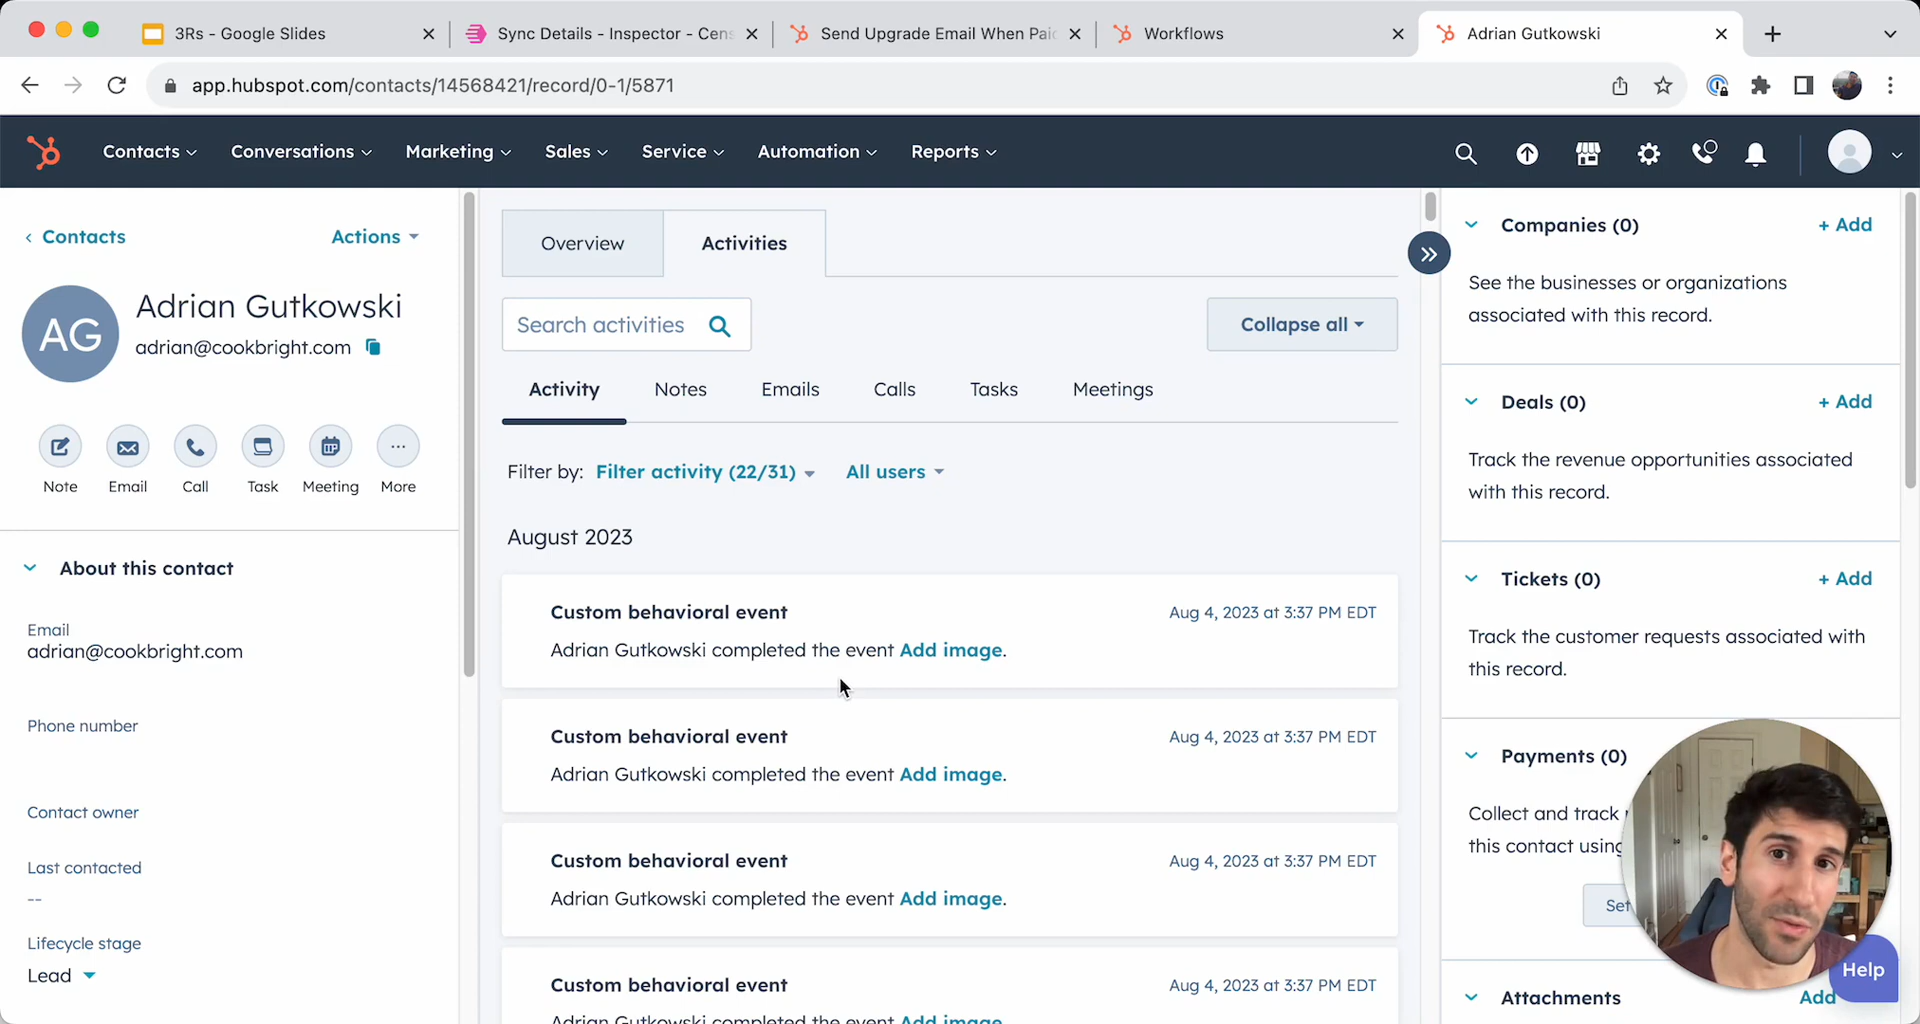 3Rs - Google Slides
Sync Details - Inspector - Cens
Send Upgrade Email When Paid
Workflows
Adrian Gutkowski
app.hubspot.com/contacts/14568421/record/0-1/5871
Contacts
Conversations
Marketing
Sales
Service
Automation
Reports
Contacts
Actions
AG
Adrian Gutkowski
adrian@cookbright.com
Note
Email
Call
Task
Meeting
More
About this contact
Email
adrian@cookbright.com
Phone number
Contact owner
Last contacted
--
Lifecycle stage
Lead
Overview
Activities
Search activities
Collapse all
Activity
Notes
Emails
Calls
Tasks
Meetings
Filter by: Filter activity (22/31) All users
August 2023
Custom behavioral event
Aug 4, 2023 at 3:37 PM EDT
Adrian Gutkowski completed the event Add image.
Custom behavioral event
Aug 4, 2023 at 3:37 PM EDT
Adrian Gutkowski completed the event Add image.
Custom behavioral event
Aug 4, 2023 at 3:37 PM EDT
Adrian Gutkowski completed the event Add image.
Custom behavioral event
Aug 4, 2023 at 3:37 PM EDT
Adrian Gutkowski completed the event Add image
Companies (0)
+ Add
See the businesses or organizations
associated with this record.
Deals (0)
+ Add
Track the revenue opportunities associated
with this record.
Tickets (0)
+ Add
Track the customer requests associated with
this record.
Payments (0)
Collect and track
this contact using
Set
Attachments
Add
Help